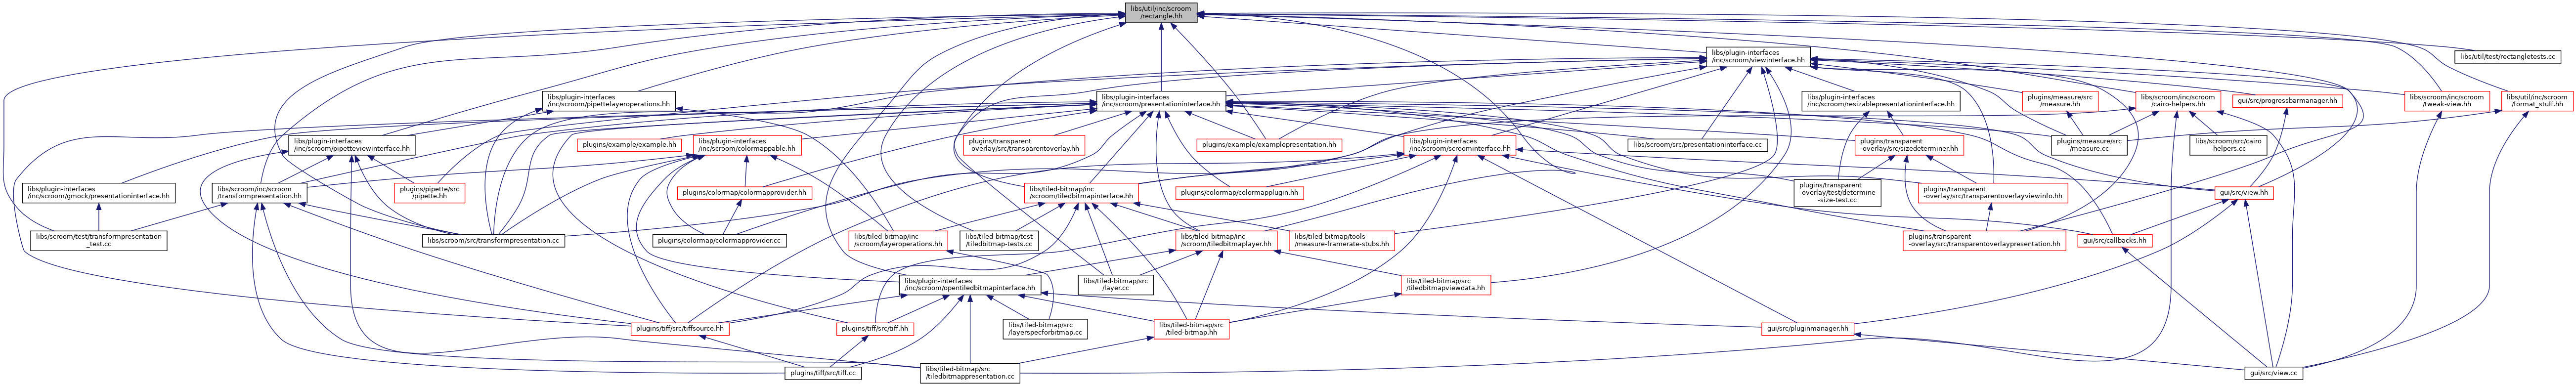 libs/util/inc/scroom
/rectangle.hh
libs/plugin-interfaces
/inc/scroom/viewinterface.hh
libs/util/test/rectangletests.cc
libs/plugin-interfaces
/inc/scroom/pipettelayeroperations.hh
libs/plugin-interfaces
/inc/scroom/presentationinterface.hh
libs/plugin-interfaces
/inc/scroom/resizablepresentationinterface.hh
plugins/measure/src
/measure.hh
libs/scroom/inc/scroom
/cairo-helpers.hh
gui/src/progressbarmanager.hh
libs/scroom/inc/scroom
/tweak-view.hh
libs/util/inc/scroom
/format_stuff.hh
libs/plugin-interfaces
/inc/scroom/pipetteviewinterface.hh
plugins/example/example.hh
libs/plugin-interfaces
/inc/scroom/colormappable.hh
plugins/transparent
-overlay/src/transparentoverlay.hh
plugins/example/examplepresentation.hh
libs/plugin-interfaces
/inc/scroom/scroominterface.hh
libs/scroom/src/presentationinterface.cc
plugins/transparent
-overlay/src/sizedeterminer.hh
plugins/measure/src
/measure.cc
libs/scroom/src/cairo
-helpers.cc
libs/plugin-interfaces
/inc/scroom/gmock/presentationinterface.hh
libs/scroom/inc/scroom
/transformpresentation.hh
plugins/pipette/src
/pipette.hh
plugins/colormap/colormapprovider.hh
libs/tiled-bitmap/inc
/scroom/tiledbitmapinterface.hh
plugins/colormap/colormapplugin.hh
plugins/transparent
-overlay/test/determine
-size-test.cc
plugins/transparent
-overlay/src/transparentoverlayviewinfo.hh
gui/src/view.hh
libs/scroom/test/transformpresentation
_test.cc
libs/scroom/src/transformpresentation.cc
plugins/colormap/colormapprovider.cc
libs/tiled-bitmap/inc
/scroom/layeroperations.hh
libs/tiled-bitmap/test
/tiledbitmap-tests.cc
libs/tiled-bitmap/inc
/scroom/tiledbitmaplayer.hh
libs/tiled-bitmap/tools
/measure-framerate-stubs.hh
plugins/transparent
-overlay/src/transparentoverlaypresentation.hh
gui/src/callbacks.hh
libs/plugin-interfaces
/inc/scroom/opentiledbitmapinterface.hh
libs/tiled-bitmap/src
/layer.cc
libs/tiled-bitmap/src
/tiledbitmapviewdata.hh
plugins/tiff/src/tiffsource.hh
plugins/tiff/src/tiff.hh
libs/tiled-bitmap/src
/layerspecforbitmap.cc
libs/tiled-bitmap/src
/tiled-bitmap.hh
gui/src/pluginmanager.hh
plugins/tiff/src/tiff.cc
libs/tiled-bitmap/src
/tiledbitmappresentation.cc
gui/src/view.cc